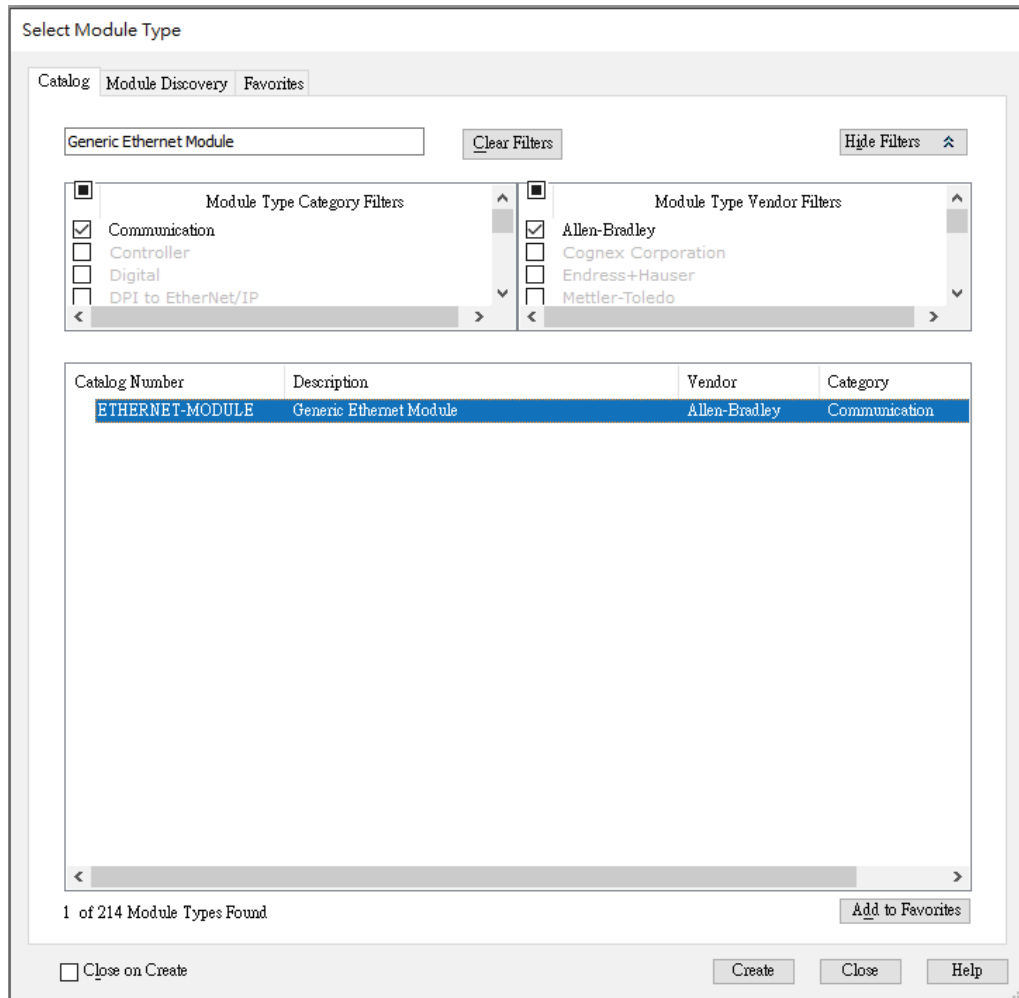 Select Module Type
Catalog Module Discovery Favorites
Generic Ethernet Module Clear Filters Hide Filters
Module Type Category Filters Module Type Vendor Filters
Communication Allen-Bradley
Controller Cognex Corporation
Digital Endress+Hauser
DPI to EtherNet/IP Mettler-Toledo
Catalog Number Description Vendor Category
ETHERNET-MODULE Generic Ethernet Module Allen-Bradley Communication
1 of 214 Module Types Found Add to Favorites
Close on Create Create Close Help